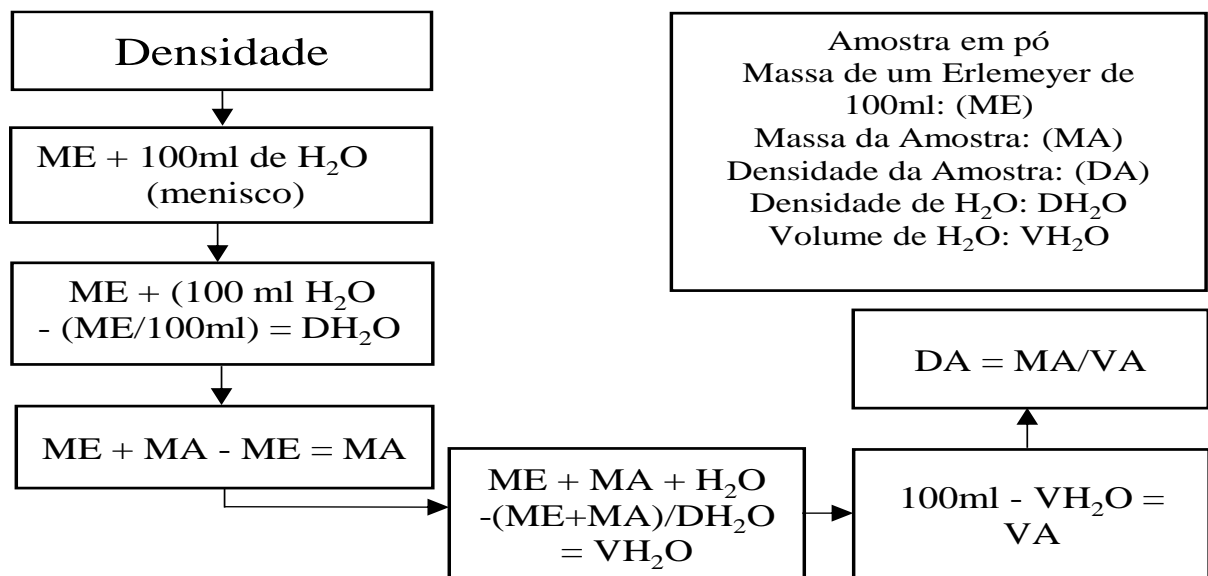 Densidade
ME + 100ml de H₂O
(menisco)
ME + (100 ml H₂O
- (ME/100ml) = DH₂O
ME + MA - ME = MA
ME + MA + H₂O
-(ME+MA)/DH₂O
= VH₂O
100ml - VH₂O =
VA
DA = MA/VA
Amostra em pó
Massa de um Erlemeyer de
100ml: (ME)
Massa da Amostra: (MA)
Densidade da Amostra: (DA)
Densidade de H₂O: DH₂O
Volume de H₂O: VH₂O